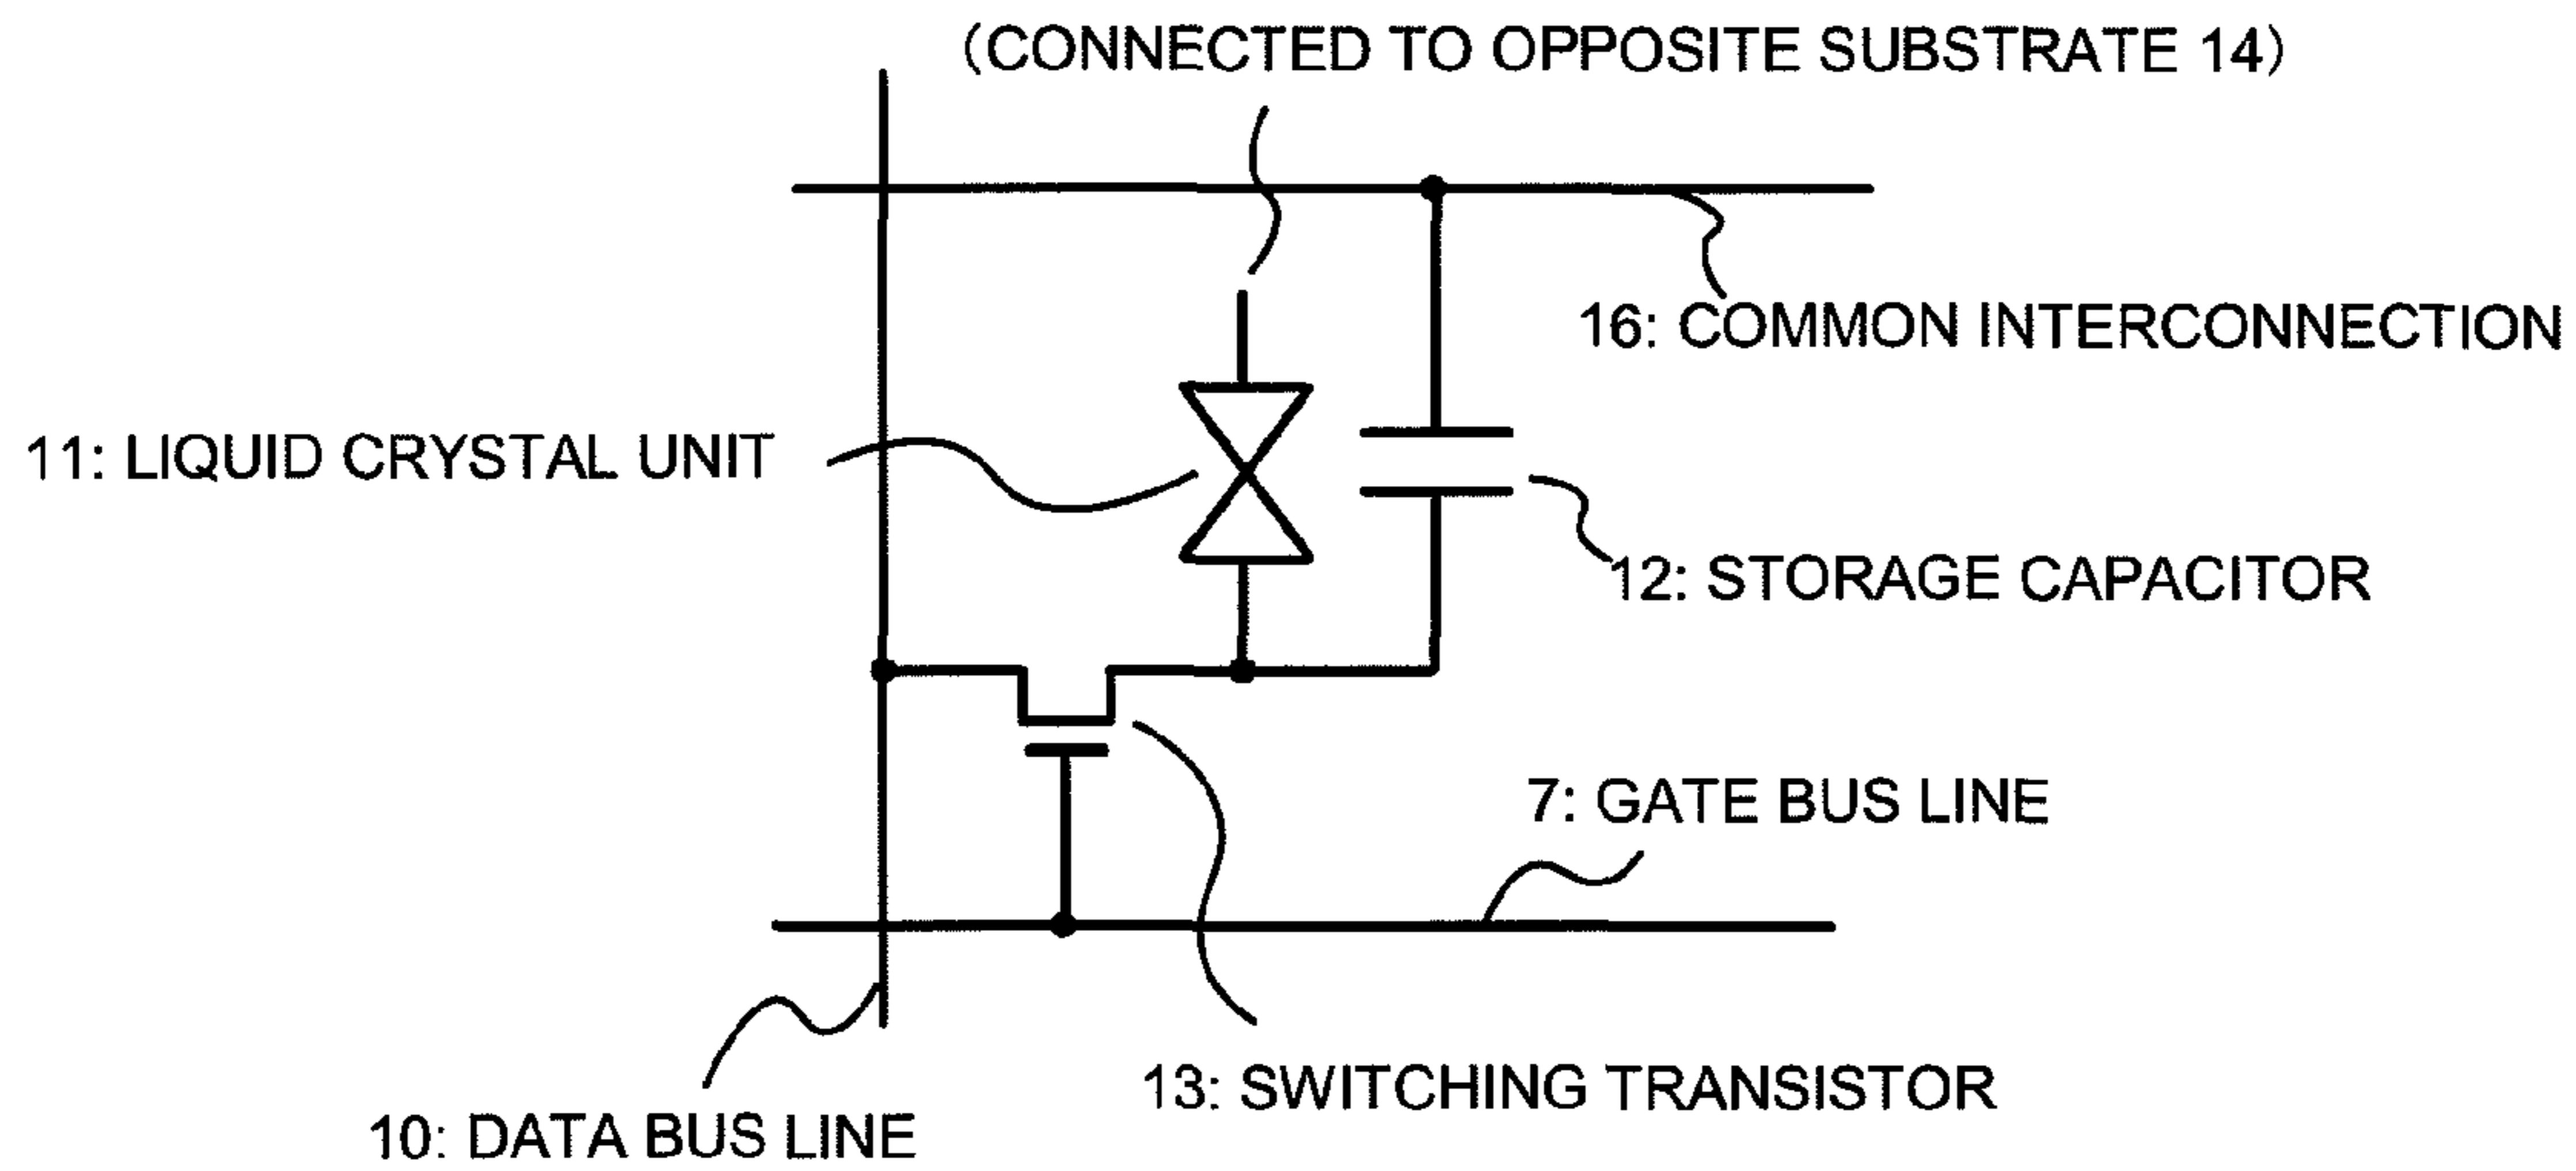 (CONNECTED TO OPPOSITE SUBSTRATE 14)
16: COMMON INTERCONNECTION
11: LIQUID CRYSTAL UNIT
12: STORAGE CAPACITOR
7: GATE BUS LINE
13: SWITCHING TRANSISTOR
10: DATA BUS LINE